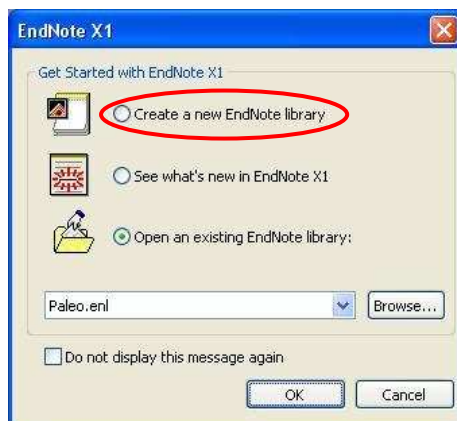 EndNote X1
Get Started with EndNote X1
Create a new EndNote library
See what's new in EndNote X1
Open an existing EndNote library:
Paleo.enl
Browse...
Do not display this message again
OK
Cancel